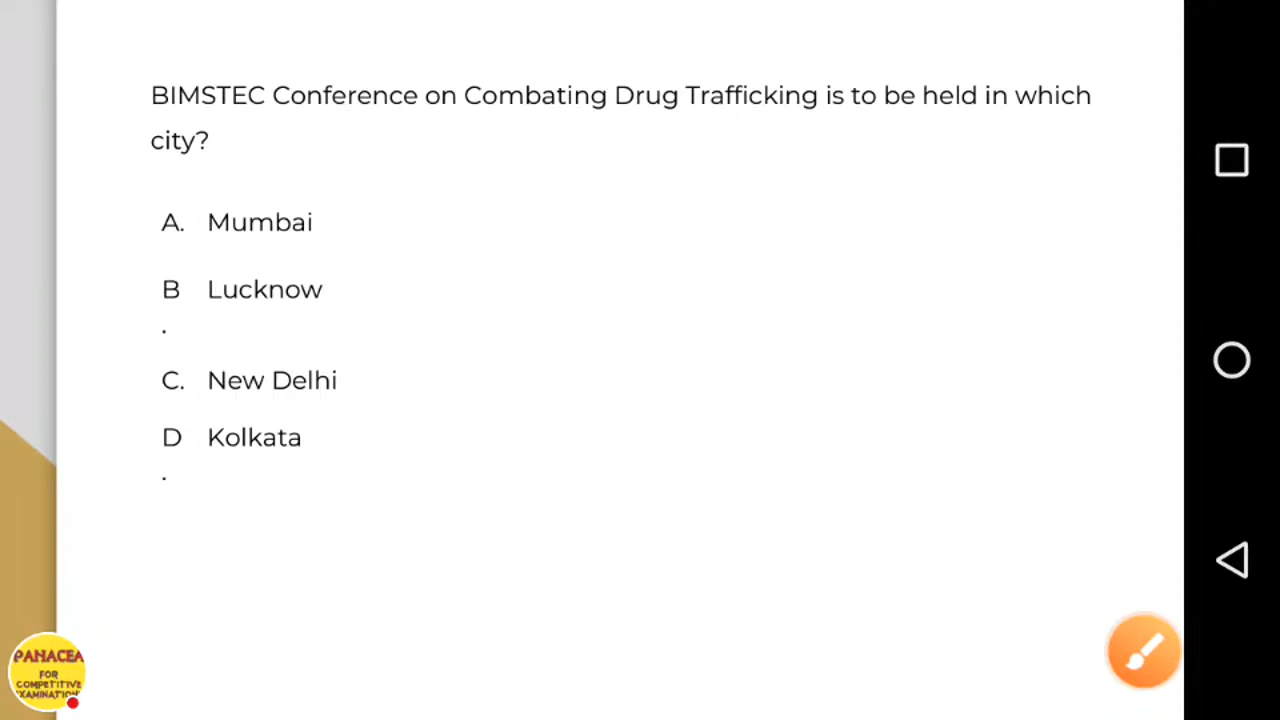 BIMSTEC Conference on Combating Drug Trafficking is to be held in which
city?
A. Mumbai
B Lucknow
.
C. New Delhi
D Kolkata
.
PANACEA
FOR
COMPETITIVE
EXAMINATIONS